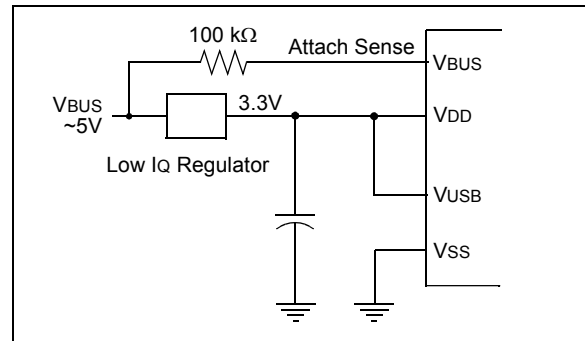 100 kΩ
Attach Sense
VBUS
VBUS
~5V
3.3V
VDD
Low IQ Regulator
VUSB
VSS